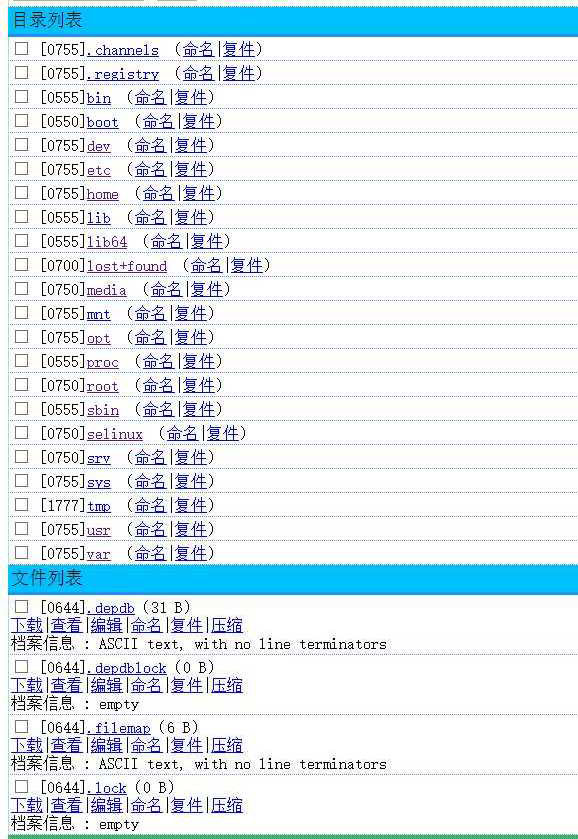 目录列表
[0755].channels (命名|复件)
[0755].registry (命名|复件)
[0555]bin (命名|复件)
[0550]boot (命名|复件)
[0755]dev (命名|复件)
[0755]etc (命名|复件)
[0755]home (命名|复件)
[0555]lib (命名|复件)
[0555]lib64 (命名|复件)
[0700]lost+found (命名|复件)
[0750]media (命名|复件)
[0755]mnt (命名|复件)
[0755]opt (命名|复件)
[0555]proc (命名|复件)
[0750]root (命名|复件)
[0555]sbin (命名|复件)
[0750]selinux (命名|复件)
[0750]srv (命名|复件)
[0755]sys (命名|复件)
[1777]tmp (命名|复件)
[0755]usr (命名|复件)
[0755]var (命名|复件)
文件列表
[0644].depdb (31 B)
下载|查看|编辑|命名|复件|压缩
档案信息 : ASCII text, with no line terminators
[0644].depdblock (0 B)
下载|查看|编辑|命名|复件|压缩
档案信息 : empty
[0644].filemap (6 B)
下载|查看|编辑|命名|复件|压缩
档案信息 : ASCII text, with no line terminators
[0644].lock (0 B)
下载|查看|编辑|命名|复件|压缩
档案信息 : empty